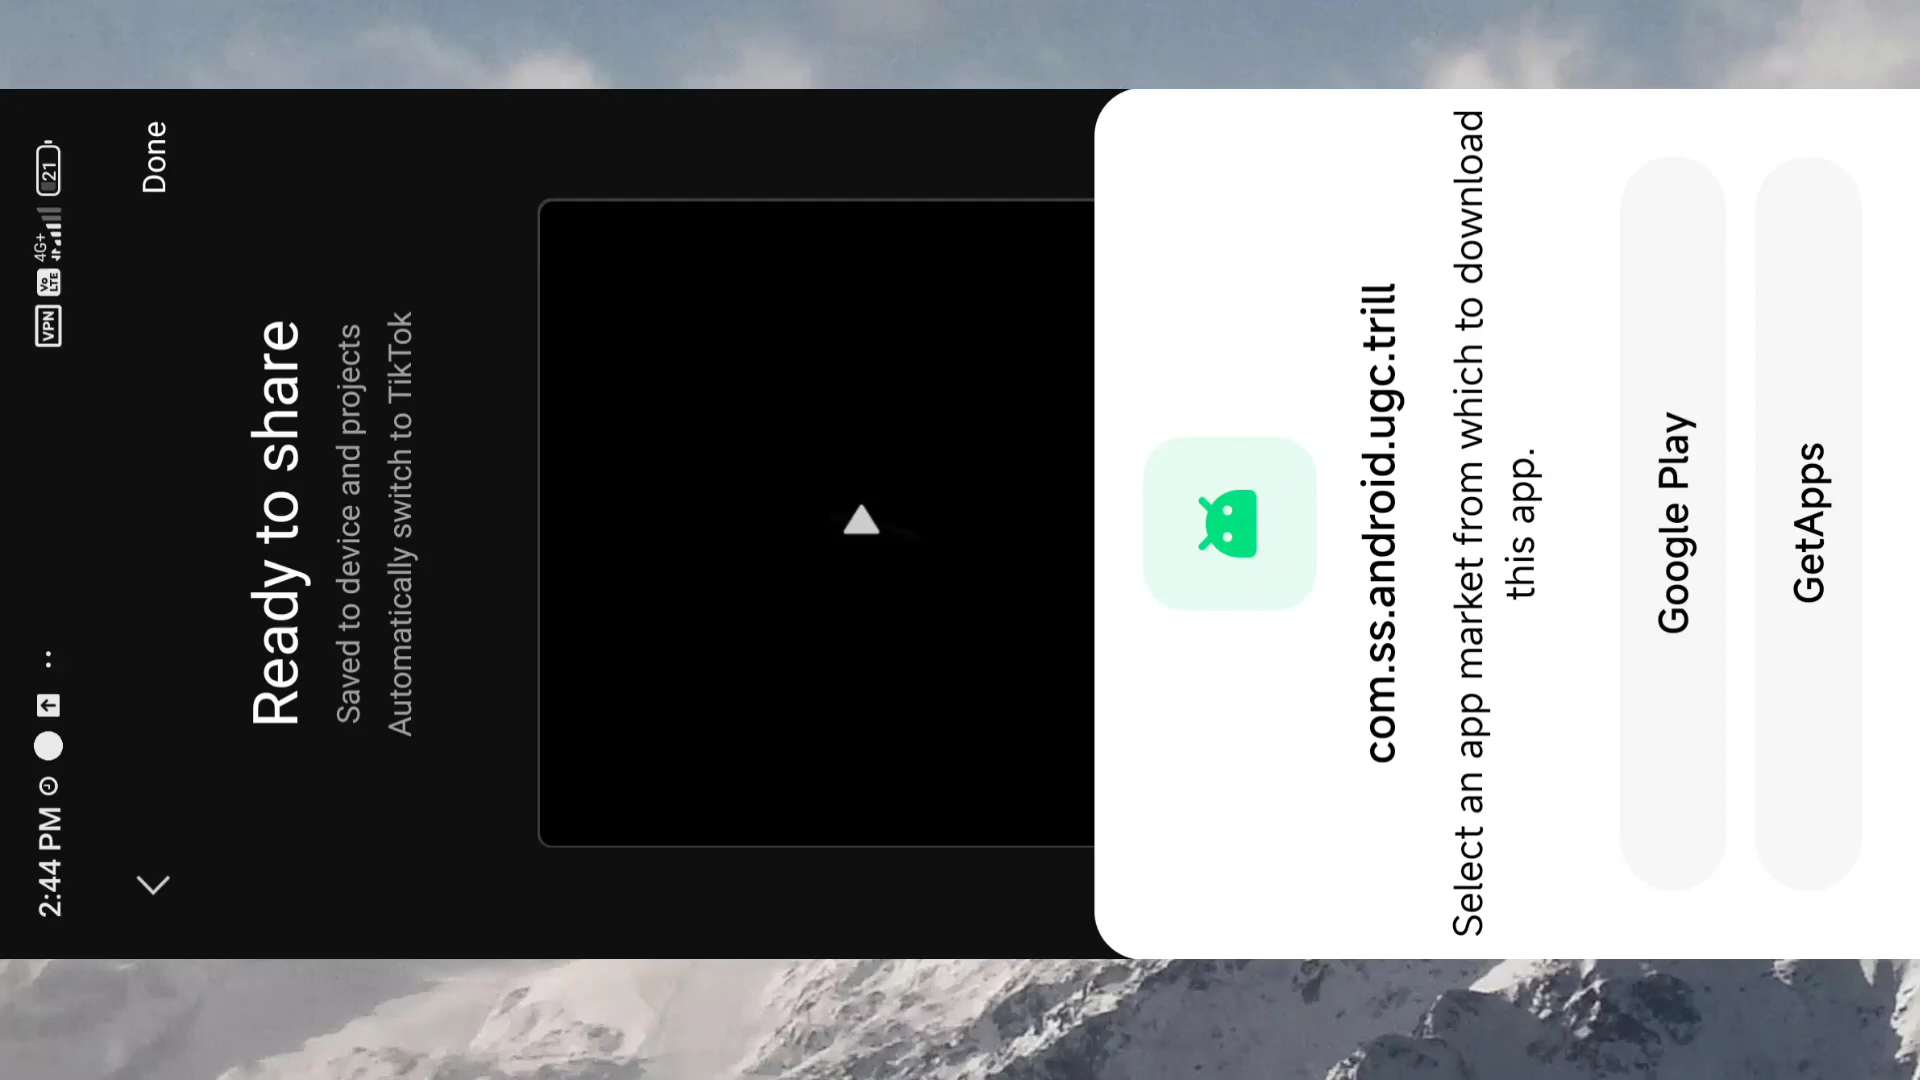 2:44 PM
VPN
Vo
LTE
4G+
21
Done
Ready to share
Saved to device and projects
Automatically switch to TikTok
com.ss.android.ugc.trill
Select an app market from which to download
this app.
Google Play
GetApps